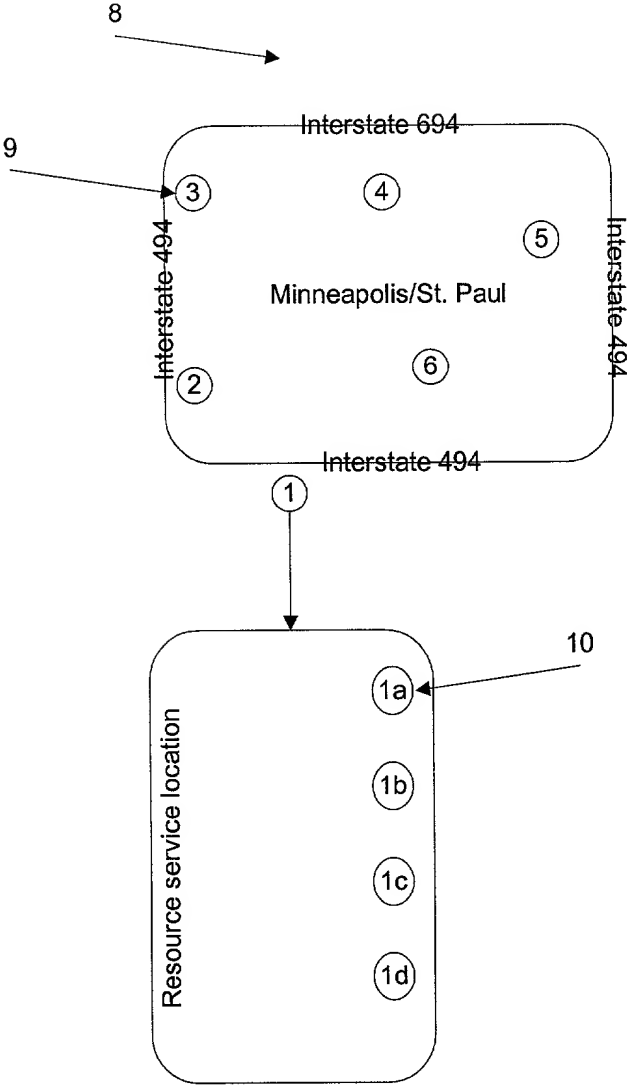 8
Interstate 694
9
3
4
5
Interstate 494
Minneapolis/St. Paul
Interstate 494
2
6
Interstate 494
1
10
1a
Resource service location
1b
1c
1d